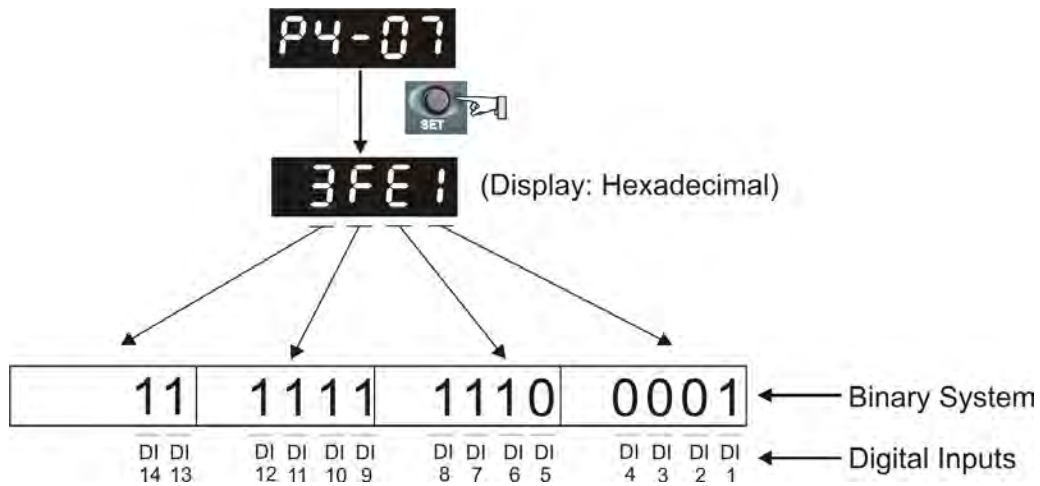 P4-07
SET
3FE1
(Display: Hexadecimal)
11 1111 1110 0001
Binary System
DI DI DI DI DI DI DI DI DI DI DI DI DI DI
14 13 12 11 10 9 8 7 6 5 4 3 2 1
Digital Inputs